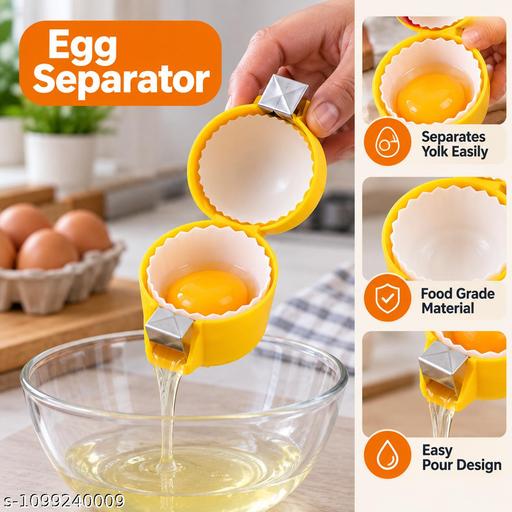 Egg
Separator
Separates
Yolk Easily
Food Grade
Material
Easy
Pour Design
s-1099240009